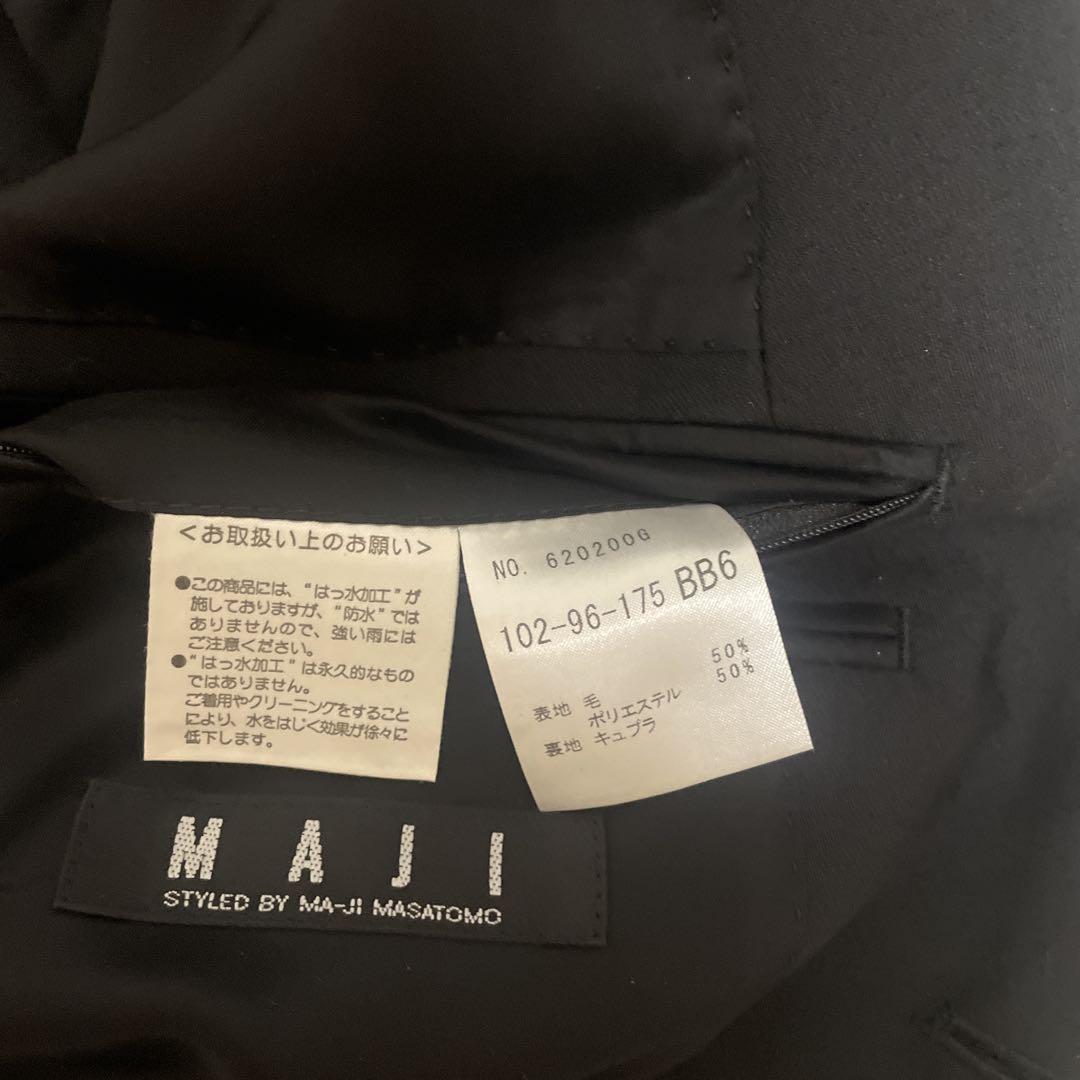 <お取扱い上のお願い>
●この商品には、“はっ水加工”が
施しておりますが、“防水”では
ありませんので、強い雨には
ご注意ください。
●“はっ水加工”は永久的なもの
ではありません。
ご着用やクリーニングをすること
により、水をはじく効果が徐々に
低下します。
NO. 620200G
102-96-175 BB6
表地 毛 50%
ポリエステル 50%
裏地 キュプラ
MAJI
STYLED BY MA-JI MASATOMO